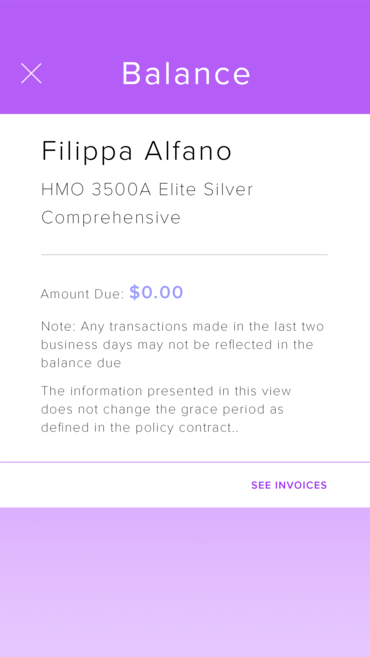 Balance
Filippa Alfano
HMO 3500A Elite Silver
Comprehensive
Amount Due: $0.00
Note: Any transactions made in the last two
business days may not be reflected in the
balance due
The information presented in this view
does not change the grace period as
defined in the policy contract..
SEE INVOICES